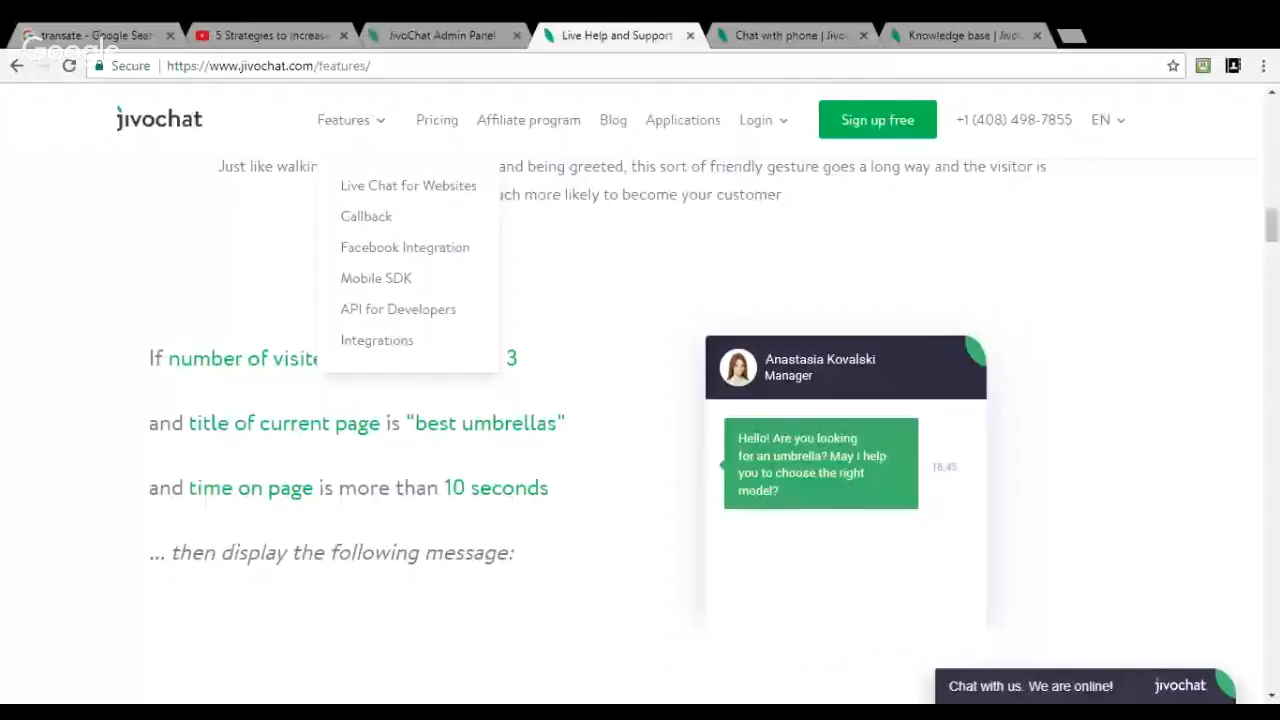 transate - Google Sear
5 Strategies to increase
JivoChat Admin Panel
Live Help and Support
Chat with phone | Jivo
Knowledge base | Jivo
Google
Secure
https://www.jivochat.com/features/
jivochat
Features
Pricing
Affiliate program
Blog
Applications
Login
Sign up free
+1 (408) 498-7855
EN
Just like walkin
and being greeted, this sort of friendly gesture goes a long way and the visitor is
uch more likely to become your customer
Live Chat for Websites
Callback
Facebook Integration
Mobile SDK
API for Developers
Integrations
If number of visite 3
and title of current page is "best umbrellas"
and time on page is more than 10 seconds
... then display the following message:
Anastasia Kovalski
Manager
Hello! Are you looking
for an umbrella? May I help
you to choose the right
model?
18:45
Chat with us. We are online!
jivochat